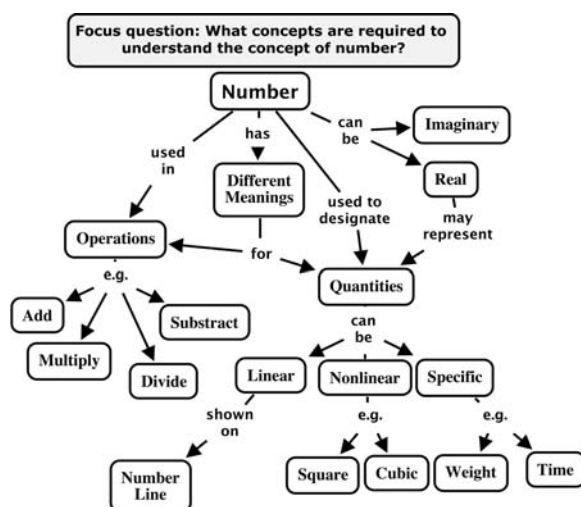 Focus question: What concepts are required to
understand the concept of number?
Number
can
be
Imaginary
has
used
in
Different
Meanings
Real
used to
designate
may
represent
Operations
for
Quantities
e.g.
Add
Substract
Multiply
Divide
can
be
Linear
Nonlinear
Specific
shown
on
e.g.
e.g.
Number
Line
Square
Cubic
Weight
Time